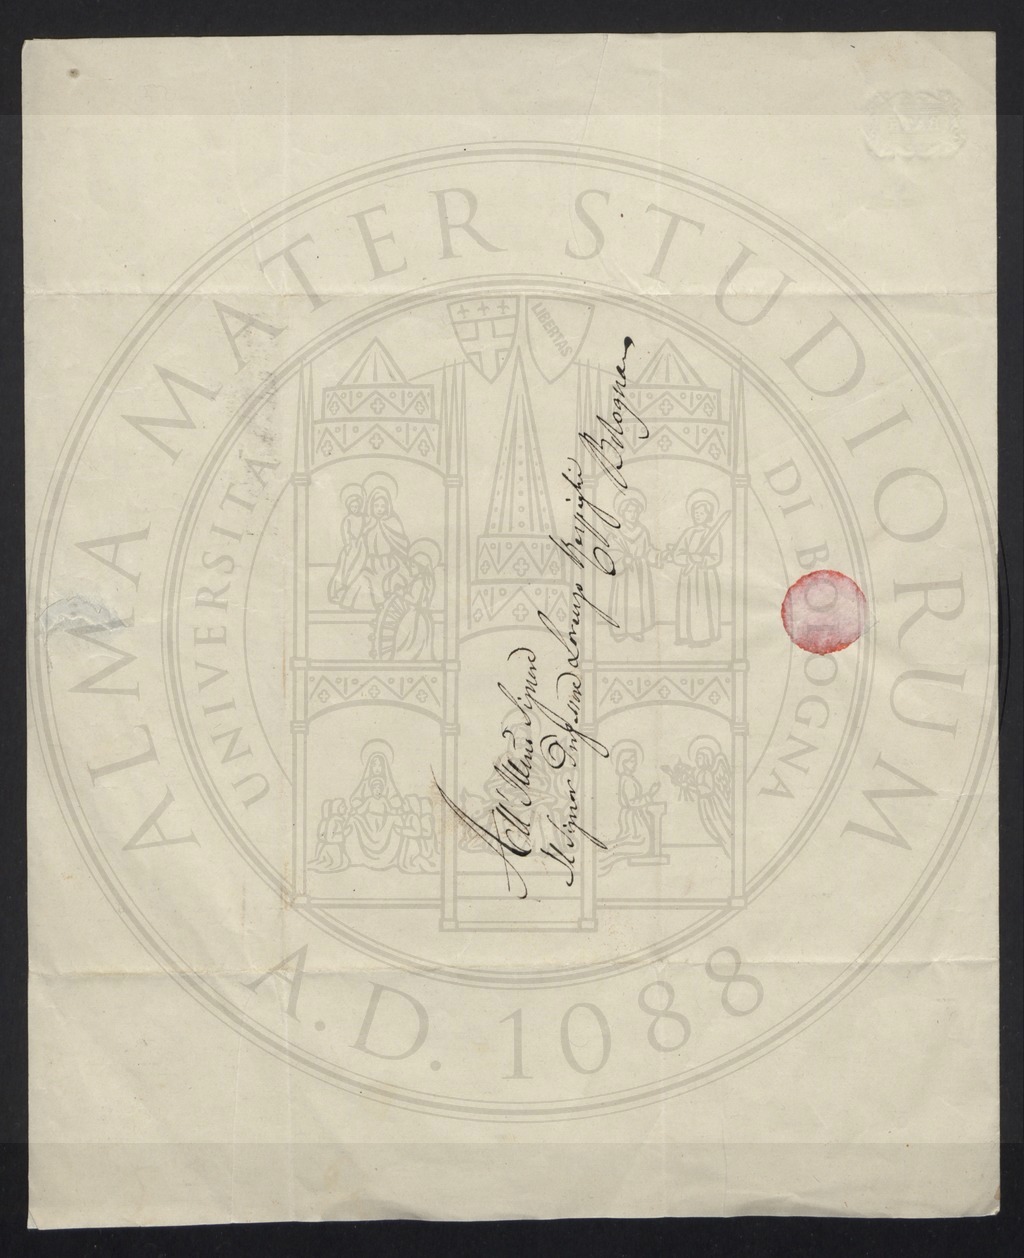 All' Illmo Signore
Il Signor Professore Lorenzo Respighi
Bologna
ALMA MATER STUDIORUM
UNIVERSITÀ DI BOLOGNA
LIBERTAS
A.D. 1088